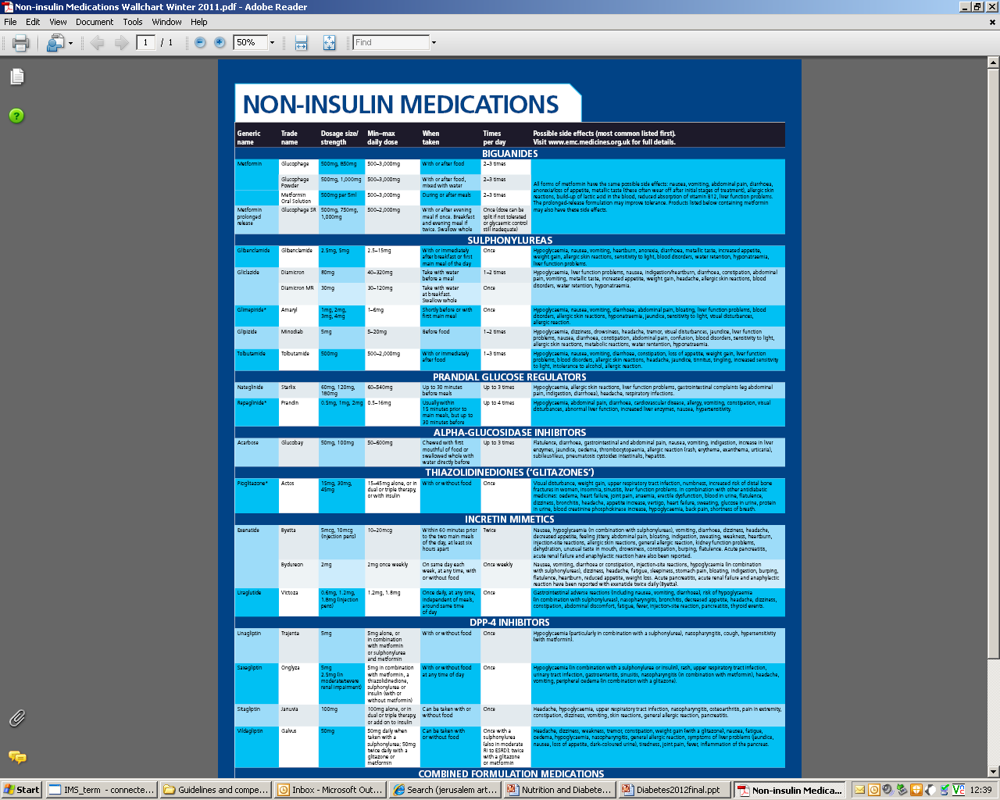 Non-insulin Medications Wallchart Winter 2011.pdf - Adobe Reader
File Edit View Document Tools Window Help
1 / 1 50% Find
NON-INSULIN MEDICATIONS
Generic name Trade name Dosage size/ strength Min–max daily dose When taken Times per day Possible side effects (most common listed first). Visit www.emc.medicines.org.uk for full details.
BIGUANIDES
Metformin Glucophage 500mg, 850mg 500–3,000mg With or after food 2–3 times
Glucophage Powder 500mg, 1,000mg 500–3,000mg With or after food, mixed with water 2–3 times
Metformin Oral Solution 500mg per 5ml 500–3,000mg During or after meals 2–3 times
Metformin prolonged release Glucophage SR 500mg, 750mg, 1,000mg 500–2,000mg With or after evening meal if once. Breakfast and evening meal if twice. Swallow whole Once (dose can be split if not tolerated or glycaemic control still inadequate)
All forms of metformin have the same possible side effects: nausea, vomiting, abdominal pain, diarrhoea,
anorexia/loss of appetite, metallic taste (these often wear off after initial stages of treatment), allergic skin
reactions, build-up of lactic acid in the blood, reduced absorption of vitamin B12, liver function problems.
The prolonged-release formulation may improve tolerance. Products listed below containing metformin
may also have these side effects.
SULPHONYLUREAS
Glibenclamide Glibenclamide 2.5mg, 5mg 2.5–15mg With or immediately after breakfast or first main meal of the day Once
Hypoglycaemia, nausea, vomiting, heartburn, anorexia, diarrhoea, metallic taste, increased appetite,
weight gain, allergic skin reactions, sensitivity to light, blood disorders, water retention, hyponatraemia,
liver function problems.
Gliclazide Diamicron 80mg 40–320mg Take with water before a meal 1–2 times
Hypoglycaemia, liver function problems, nausea, indigestion/heartburn, diarrhoea, constipation, abdominal
pain, vomiting, metallic taste, increased appetite, weight gain, headache, allergic skin reactions, blood
disorders, water retention, hyponatraemia.
Diamicron MR 30mg 30–120mg Take with water at breakfast. Swallow whole Once
Glimepiride* Amaryl 1mg, 2mg, 3mg, 4mg 1–6mg Shortly before or with first main meal Once
Hypoglycaemia, nausea, vomiting, diarrhoea, abdominal pain, bloating, liver function problems, blood
disorders, allergic skin reactions, hyponatraemia, jaundice, sensitivity to light, visual disturbances,
allergic reaction.
Glipizide Minodiab 5mg 5–20mg Before food 1–2 times
Hypoglycaemia, dizziness, drowsiness, headache, tremor, visual disturbances, jaundice, liver function
problems, nausea, diarrhoea, constipation, abdominal pain, confusion, blood disorders, sensitivity to light,
allergic skin reactions, metabolic reactions, water rentention, hyponatraemia.
Tolbutamide Tolbutamide 500mg 500–2,000mg With or immediately after food 1–3 times
Hypoglycaemia, nausea, vomiting, diarrhoea, constipation, loss of appetite, weight gain, liver function
problems, blood disorders, allergic skin reactions, headache, jaundice, tinnitus, tingling, increased sensitivity
to light, intolerance to alcohol, allergic reaction.
PRANDIAL GLUCOSE REGULATORS
Nateglinide Starlix 60mg, 120mg, 180mg 60–540mg Up to 30 minutes before meals Up to 3 times
Hypoglycaemia, allergic skin reactions, liver function problems, gastrointestinal complaints (eg abdominal
pain, indigestion, diarrhoea), headache, respiratory infections.
Repaglinide* Prandin 0.5mg, 1mg, 2mg 0.5–16mg Usually within 15 minutes prior to main meals, but up to 30 minutes before Up to 4 times
Hypoglycaemia, abdominal pain, diarrhoea, cardiovascular disease, allergy, vomiting, constipation, visual
disturbances, abnormal liver function, increased liver enzymes, nausea, hypersensitivity.
ALPHA-GLUCOSIDASE INHIBITORS
Acarbose Glucobay 50mg, 100mg 50–600mg Chewed with first mouthful of food or swallowed whole with water directly before Up to 3 times
Flatulence, diarrhoea, gastrointestinal and abdominal pain, nausea, vomiting, indigestion, increase in liver
enzymes, jaundice, oedema, thrombocytopaenia, allergic reaction (rash, erythema, exanthema, urticaria),
subileus/ileus, pneumatosis cystoides intestinalis, hepatitis.
THIAZOLIDINEDIONES (‘GLITAZONES’)
Pioglitazone* Actos 15mg, 30mg, 45mg 15–45mg alone, or in dual or triple therapy, or with insulin With or without food Once
Visual disturbance, weight gain, upper respiratory tract infection, numbness, increased risk of distal bone
fractures in women, insomnia, sinusitis, liver function problems. In combination with other antidiabetic
medicines: oedema, heart failure, joint pain, anaemia, erectile dysfunction, blood in urine, flatulence,
dizziness, bronchitis, headache, appetite increase, vertigo, heart failure, sweating, glucose in urine, protein
in urine, blood creatinine phosphokinase increase, hypoglycaemia, back pain, shortness of breath.
INCRETIN MIMETICS
Exenatide Byetta 5mcg, 10mcg (injection pens) 10–20mcg Within 60 minutes prior to the two main meals of the day, at least six hours apart Twice
Nausea, hypoglycaemia (in combination with sulphonylureas), vomiting, diarrhoea, dizziness, headache,
decreased appetite, feeling jittery, abdominal pain, bloating, indigestion, sweating, weakness, heartburn,
injection-site reactions, allergic skin reactions, general allergic reaction, kidney function problems,
dehydration, unusual taste in mouth, drowsiness, constipation, burping, flatulence. Acute pancreatitis,
acute renal failure and anaphylactic reaction have also been reported.
Bydureon 2mg 2mg once weekly On same day each week, at any time, with or without food Once weekly
Nausea, vomiting, diarrhoea or constipation, injection-site reactions, hypoglycaemia (in combination
with sulphonylureas), dizziness, headache, fatigue, sleepiness, stomach pain, bloating, indigestion, burping,
flatulence, heartburn, reduced appetite, weight loss. Acute pancreatitis, acute renal failure and anaphylactic
reaction have been reported with exenatide twice daily (Byetta).
Liraglutide Victoza 0.6mg, 1.2mg, 1.8mg (injection pens) 1.2mg, 1.8mg Once daily, at any time, independent of meals, around same time of day Once
Gastrointestinal adverse reactions (including nausea, vomiting, diarrhoea), risk of hypoglycaemia
(in combination with sulphonylureas), nasopharyngitis, bronchitis, decreased appetite, headache, dizziness,
constipation, abdominal discomfort, fatigue, fever, injection-site reaction, pancreatitis, thyroid events.
DPP-4 INHIBITORS
Linagliptin Trajenta 5mg 5mg alone, or in combination with metformin or sulphonylurea and metformin With or without food Once
Hypoglycaemia (particularly in combination with a sulphonylurea), nasopharyngitis, cough, hypersensitivity
(with metformin).
Saxagliptin Onglyza 5mg 2.5mg (in moderate/severe renal impairment) 5mg in combination with metformin, a thiazolidinedione, sulphonylurea or insulin (with or without metformin) With or without food at any time of day Once
Hypoglycaemia (in combination with a sulphonylurea or insulin), rash, upper respiratory tract infection,
urinary tract infection, gastroenteritis, sinusitis, nasopharyngitis (in combination with metformin), headache,
vomiting, peripheral oedema (in combination with a glitazone).
Sitagliptin Januvia 100mg 100mg alone, or in dual or triple therapy, or add on to insulin Can be taken with or without food Once
Headache, hypoglycaemia, upper respiratory tract infection, nasopharyngitis, osteoarthritis, pain in extremity,
constipation, dizziness, vomiting, skin reactions, general allergic reaction, pancreatitis.
Vildagliptin Galvus 50mg 50mg daily when taken with a sulphonylurea; 50mg twice daily with a glitazone or metformin Can be taken with or without food Once with a sulphonylurea (also in moderate RI to ESRD); twice with a glitazone or metformin
Headache, dizziness, weakness, tremor, constipation, weight gain (with a glitazone), nausea, fatigue,
oedema, hypoglycaemia, nasopharyngitis, general allergic reaction, symptoms of liver problems (jaundice,
nausea, loss of appetite, dark-coloured urine), tiredness, joint pain, fever, inflammation of the pancreas.
COMBINED FORMULATION MEDICATIONS
Start IMS_term - connecte... Guidelines and compe... Inbox - Microsoft Out... Search (jerusalem art... Nutrition and Diabete... Diabetes2012final.ppt Non-insulin Medica... 12:39